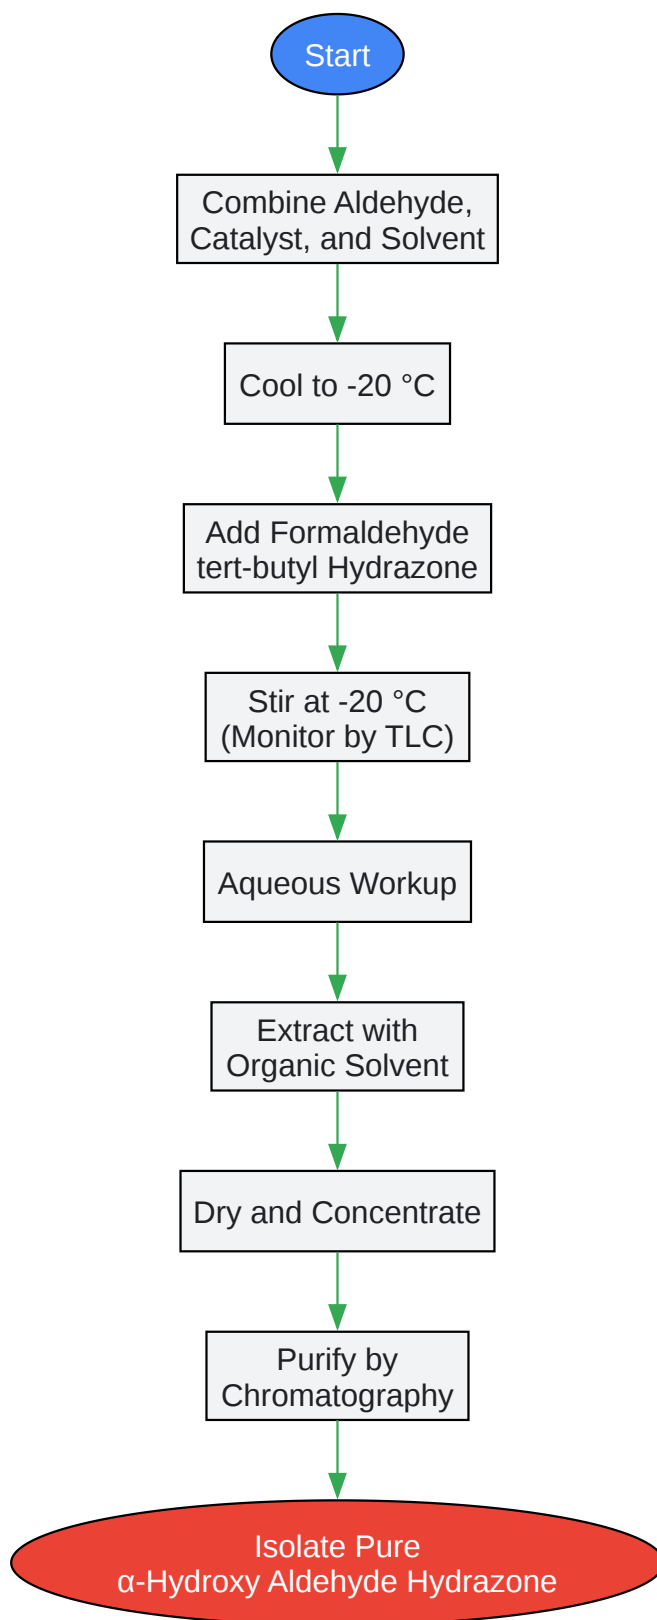 Start
Combine Aldehyde,
Catalyst, and Solvent
Cool to -20 °C
Add Formaldehyde
tert-butyl Hydrazone
Stir at -20 °C
(Monitor by TLC)
Aqueous Workup
Extract with
Organic Solvent
Dry and Concentrate
Purify by
Chromatography
Isolate Pure
α-Hydroxy Aldehyde Hydrazone